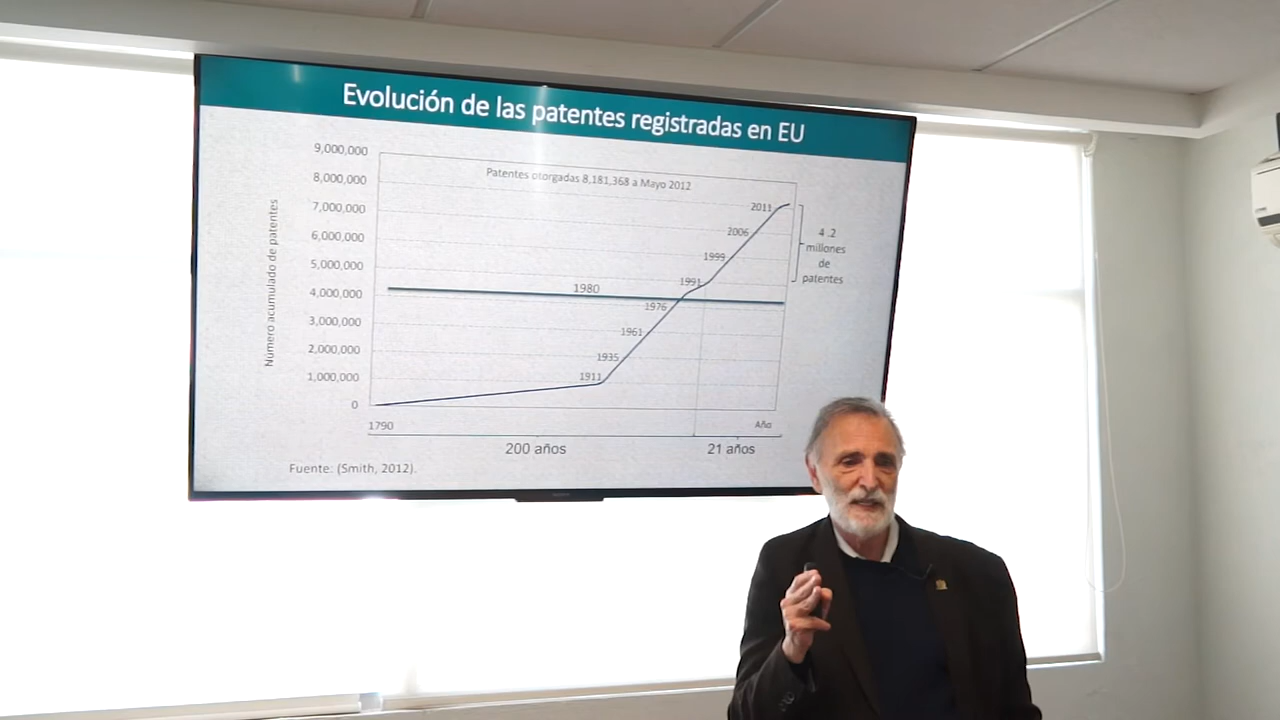 Evolución de las patentes registradas en EU
Patentes otorgadas 8,181,368 a Mayo 2012
Número acumulado de patentes
9,000,000
8,000,000
7,000,000
6,000,000
5,000,000
4,000,000
3,000,000
2,000,000
1,000,000
0
2011
2006
1999
1991
1980
1976
1961
1935
1911
4.2
millones
de
patentes
1790
Año
200 años
21 años
Fuente: (Smith, 2012).